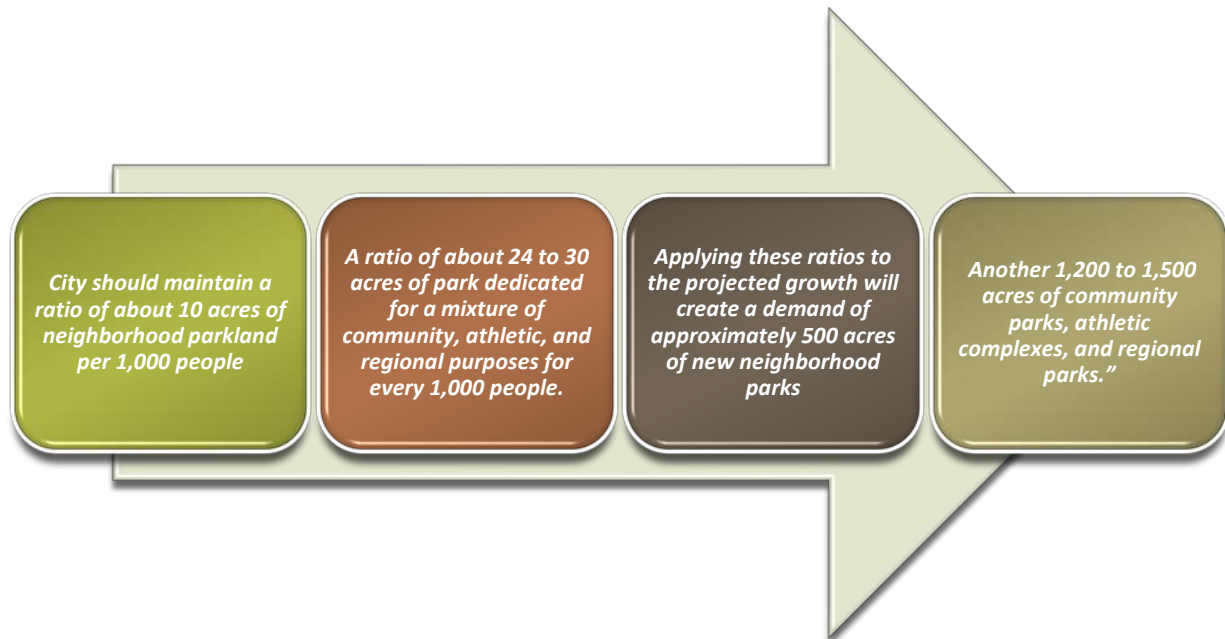 City should maintain a
ratio of about 10 acres of
neighborhood parkland
per 1,000 people
A ratio of about 24 to 30
acres of park dedicated
for a mixture of
community, athletic, and
regional purposes for
every 1,000 people.
Applying these ratios to
the projected growth will
create a demand of
approximately 500 acres
of new neighborhood
parks
Another 1,200 to 1,500
acres of community
parks, athletic
complexes, and regional
parks.”